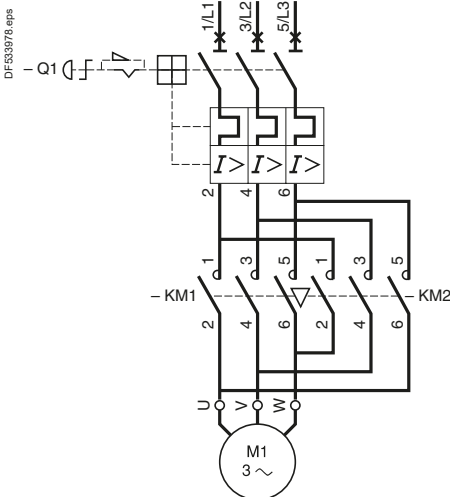 DF533978.eps
1/L1 3/L2 5/L3
– Q1
I > I > I >
2 4 6
1 3 5 1 3 5
– KM1 – KM2
2 4 6 2 4 6
U V W
M1
3 ~